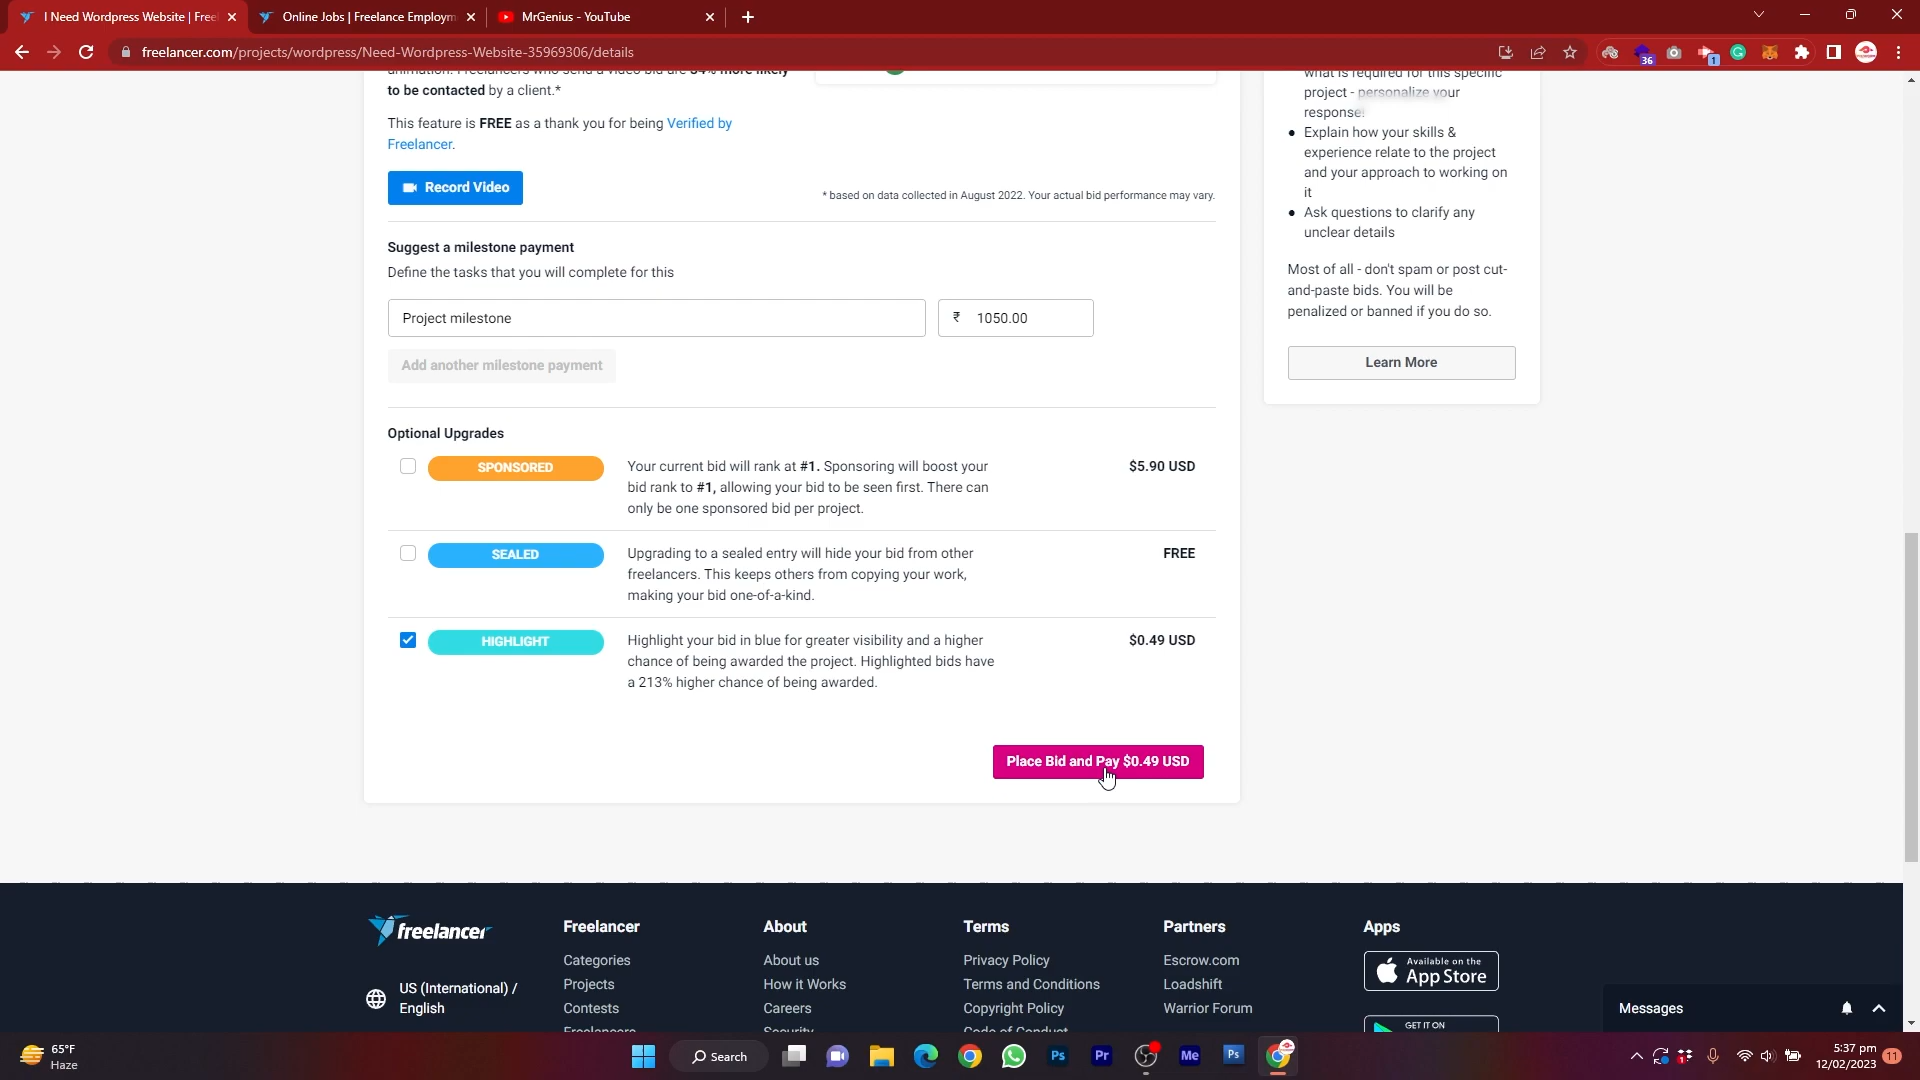 I Need Wordpress Website | Free
Online Jobs | Freelance Employm
MrGenius - YouTube
freelancer.com/projects/wordpress/Need-Wordpress-Website-35969306/details
36
1
animation. Freelancers who send a video bid are 34% more likely
to be contacted by a client.*
This feature is FREE as a thank you for being Verified by
Freelancer.
Record Video
* based on data collected in August 2022. Your actual bid performance may vary.
what is required for this specific
project - personalize your
response!
Explain how your skills &
experience relate to the project
and your approach to working on
it
Ask questions to clarify any
unclear details
Most of all - don't spam or post cut-
and-paste bids. You will be
penalized or banned if you do so.
Learn More
Suggest a milestone payment
Define the tasks that you will complete for this
Project milestone
₹ 1050.00
Add another milestone payment
Optional Upgrades
SPONSORED
Your current bid will rank at #1. Sponsoring will boost your
bid rank to #1, allowing your bid to be seen first. There can
only be one sponsored bid per project.
$5.90 USD
SEALED
Upgrading to a sealed entry will hide your bid from other
freelancers. This keeps others from copying your work,
making your bid one-of-a-kind.
FREE
HIGHLIGHT
Highlight your bid in blue for greater visibility and a higher
chance of being awarded the project. Highlighted bids have
a 213% higher chance of being awarded.
$0.49 USD
Place Bid and Pay $0.49 USD
freelancer
US (International) /
English
Freelancer
Categories
Projects
Contests
Freelancers
About
About us
How it Works
Careers
Security
Terms
Privacy Policy
Terms and Conditions
Copyright Policy
Code of Conduct
Partners
Escrow.com
Loadshift
Warrior Forum
Apps
Available on the
App Store
GET IT ON
Messages
65°F
Haze
Search
Ps
Pr
Me
Ps
5:37 pm
12/02/2023
11